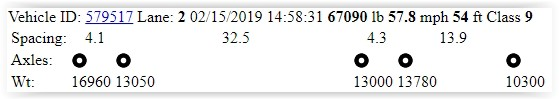 Vehicle ID: 579517 Lane: 2 02/15/2019 14:58:31 67090 lb 57.8 mph 54 ft Class 9
Spacing: 4.1 32.5 4.3 13.9
Axles:
Wt: 16960 13050 13000 13780 10300